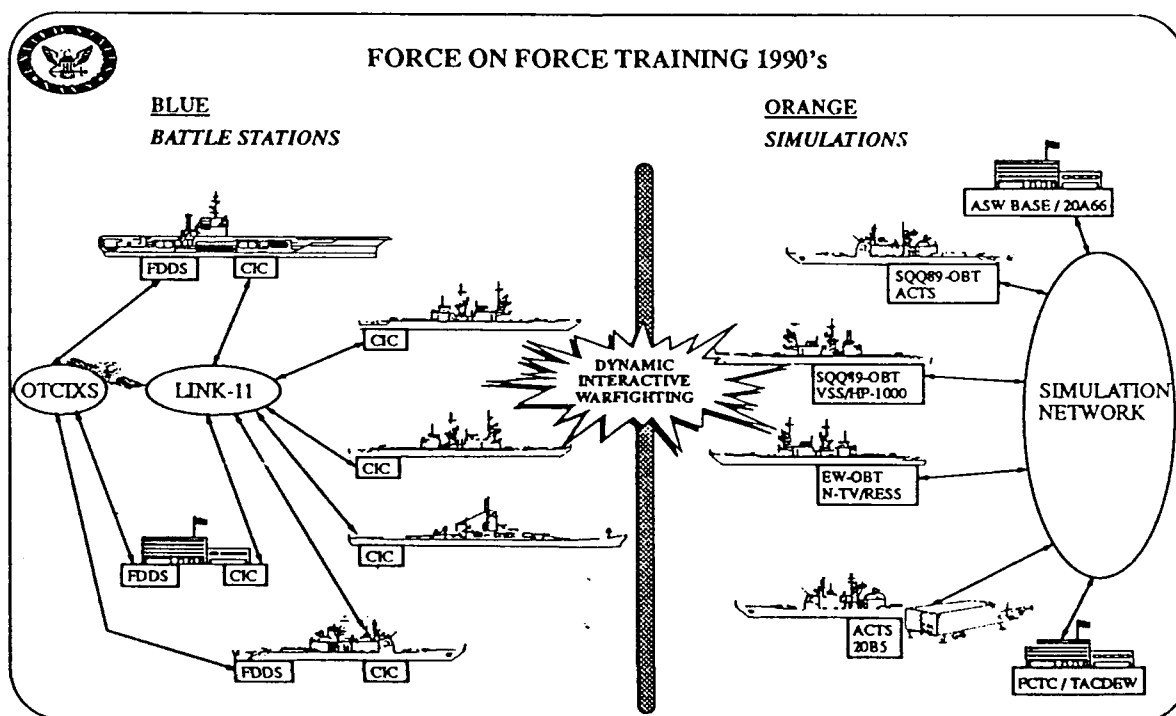 FORCE ON FORCE TRAINING 1990's
BLUE
BATTLE STATIONS
ORANGE
SIMULATIONS
ASW BASE / 20A66
FDDS
CIC
SQQ89-OBT
ACTS
CIC
DYNAMIC
INTERACTIVE
WARFIGHTING
SQQ89-OBT
VSS/HP-1000
OTCIXS
LINK-11
SIMULATION
NETWORK
CIC
EW-OBT
N-TV/RESS
CIC
FDDS
CIC
ACTS
20B5
FDDS
CIC
FCTC / TACDEW